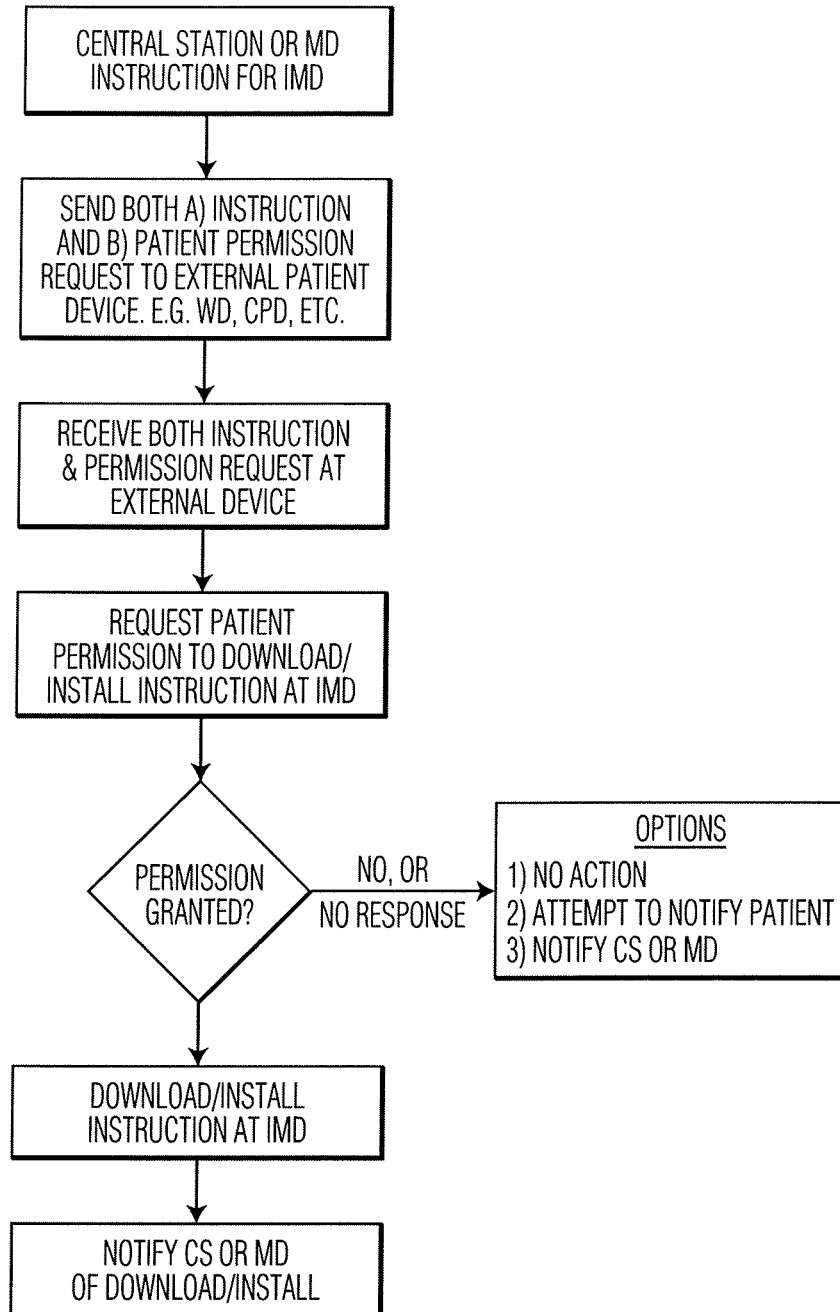 CENTRAL STATION OR MD
INSTRUCTION FOR IMD
SEND BOTH A) INSTRUCTION
AND B) PATIENT PERMISSION
REQUEST TO EXTERNAL PATIENT
DEVICE. E.G. WD, CPD, ETC.
RECEIVE BOTH INSTRUCTION
& PERMISSION REQUEST AT
EXTERNAL DEVICE
REQUEST PATIENT
PERMISSION TO DOWNLOAD/
INSTALL INSTRUCTION AT IMD
PERMISSION
GRANTED?
NO, OR
NO RESPONSE
OPTIONS
1) NO ACTION
2) ATTEMPT TO NOTIFY PATIENT
3) NOTIFY CS OR MD
DOWNLOAD/INSTALL
INSTRUCTION AT IMD
NOTIFY CS OR MD
OF DOWNLOAD/INSTALL